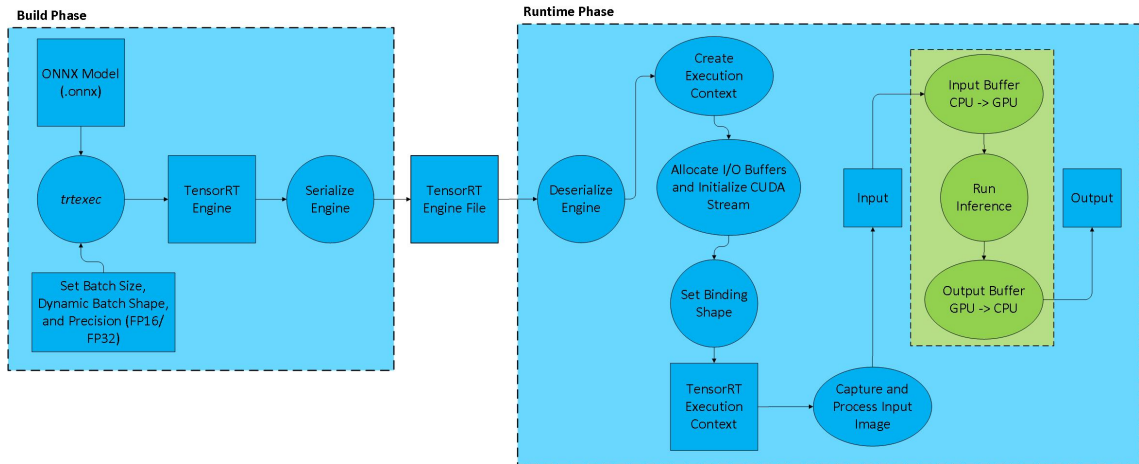 Build Phase
ONNX Model
(.onnx)
trtexec
Set Batch Size,
Dynamic Batch Shape,
and Precision (FP16/
FP32)
TensorRT
Engine
Serialize
Engine
TensorRT
Engine File
Runtime Phase
Deserialize
Engine
Create
Execution
Context
Allocate I/O Buffers
and Initialize CUDA
Stream
Set Binding
Shape
TensorRT
Execution
Context
Capture and
Process Input
Image
Input
Input Buffer
CPU -> GPU
Run
Inference
Output Buffer
GPU -> CPU
Output